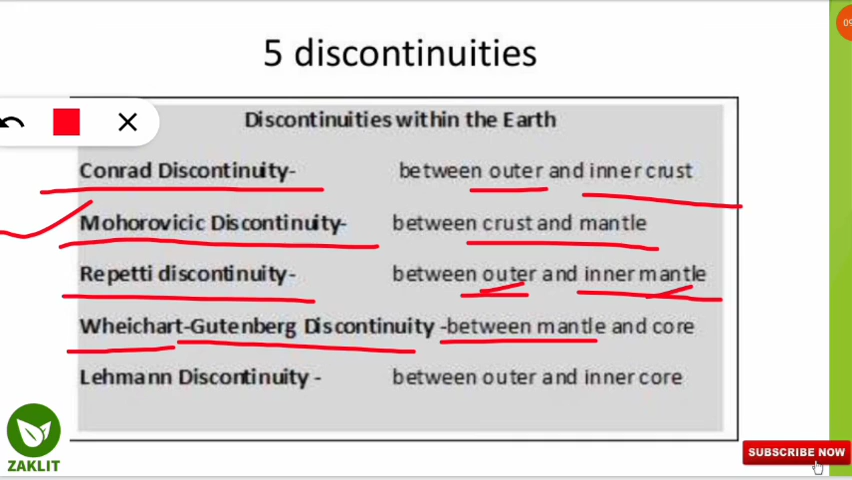 5 discontinuities
09
Discontinuities within the Earth
Conrad Discontinuity- between outer and inner crust
Mohorovicic Discontinuity- between crust and mantle
Repetti discontinuity- between outer and inner mantle
Wheichart-Gutenberg Discontinuity -between mantle and core
Lehmann Discontinuity - between outer and inner core
ZAKLIT
SUBSCRIBE NOW